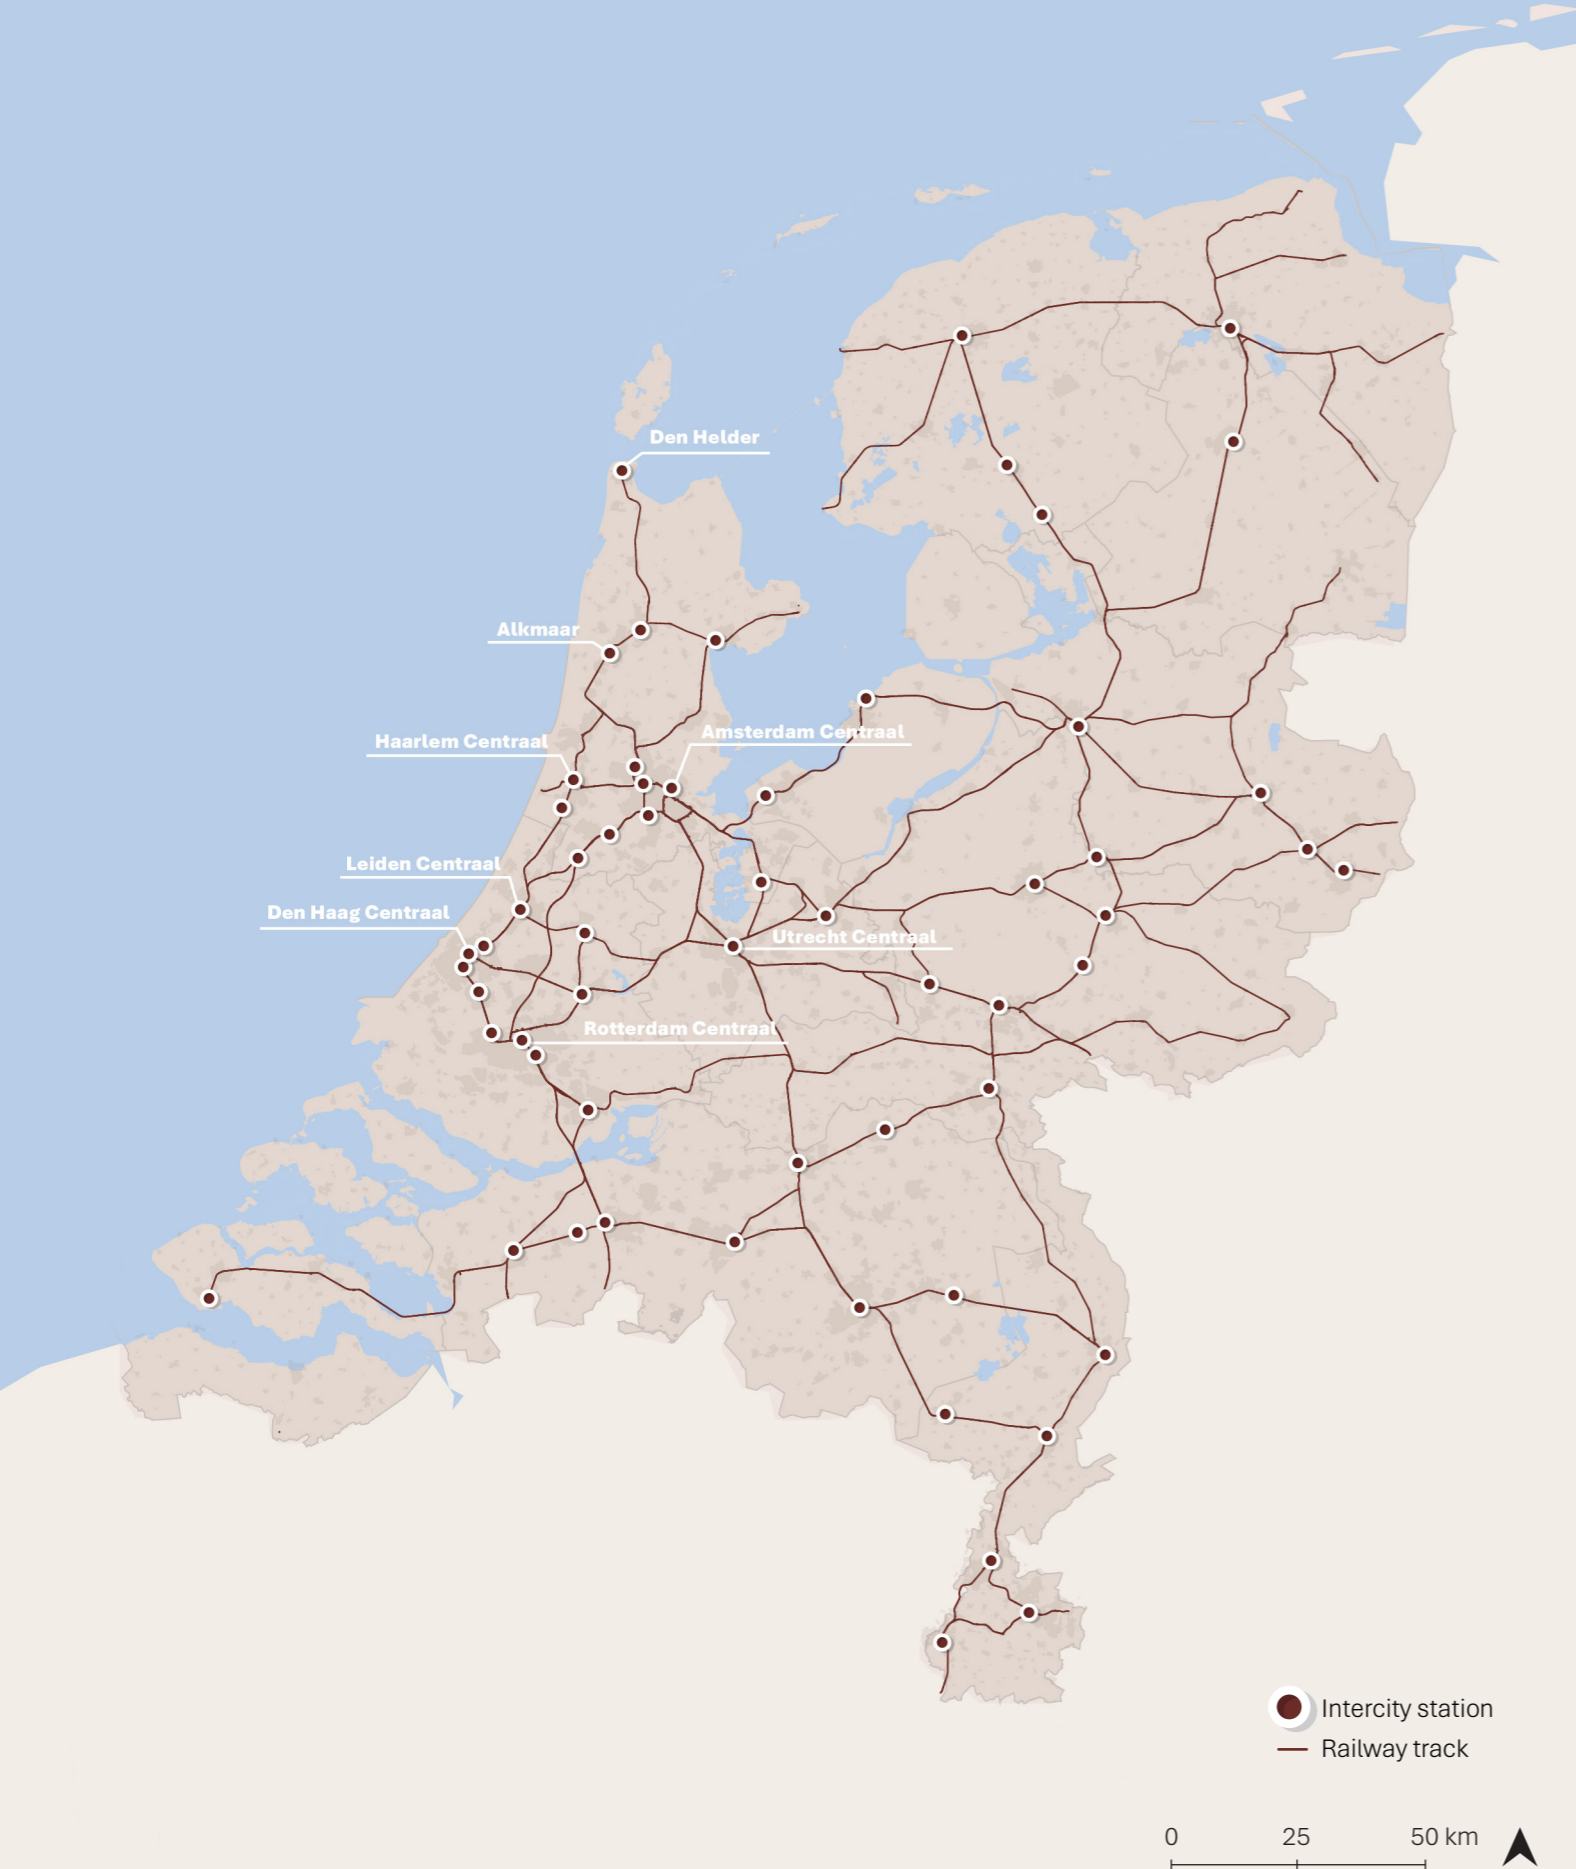 Den Helder
Alkmaar
Amsterdam Centraal
Haarlem Centraal
Leiden Centraal
Den Haag Centraal
Utrecht Centraal
Rotterdam Centraal
Intercity station
Railway track
0 25 50 km